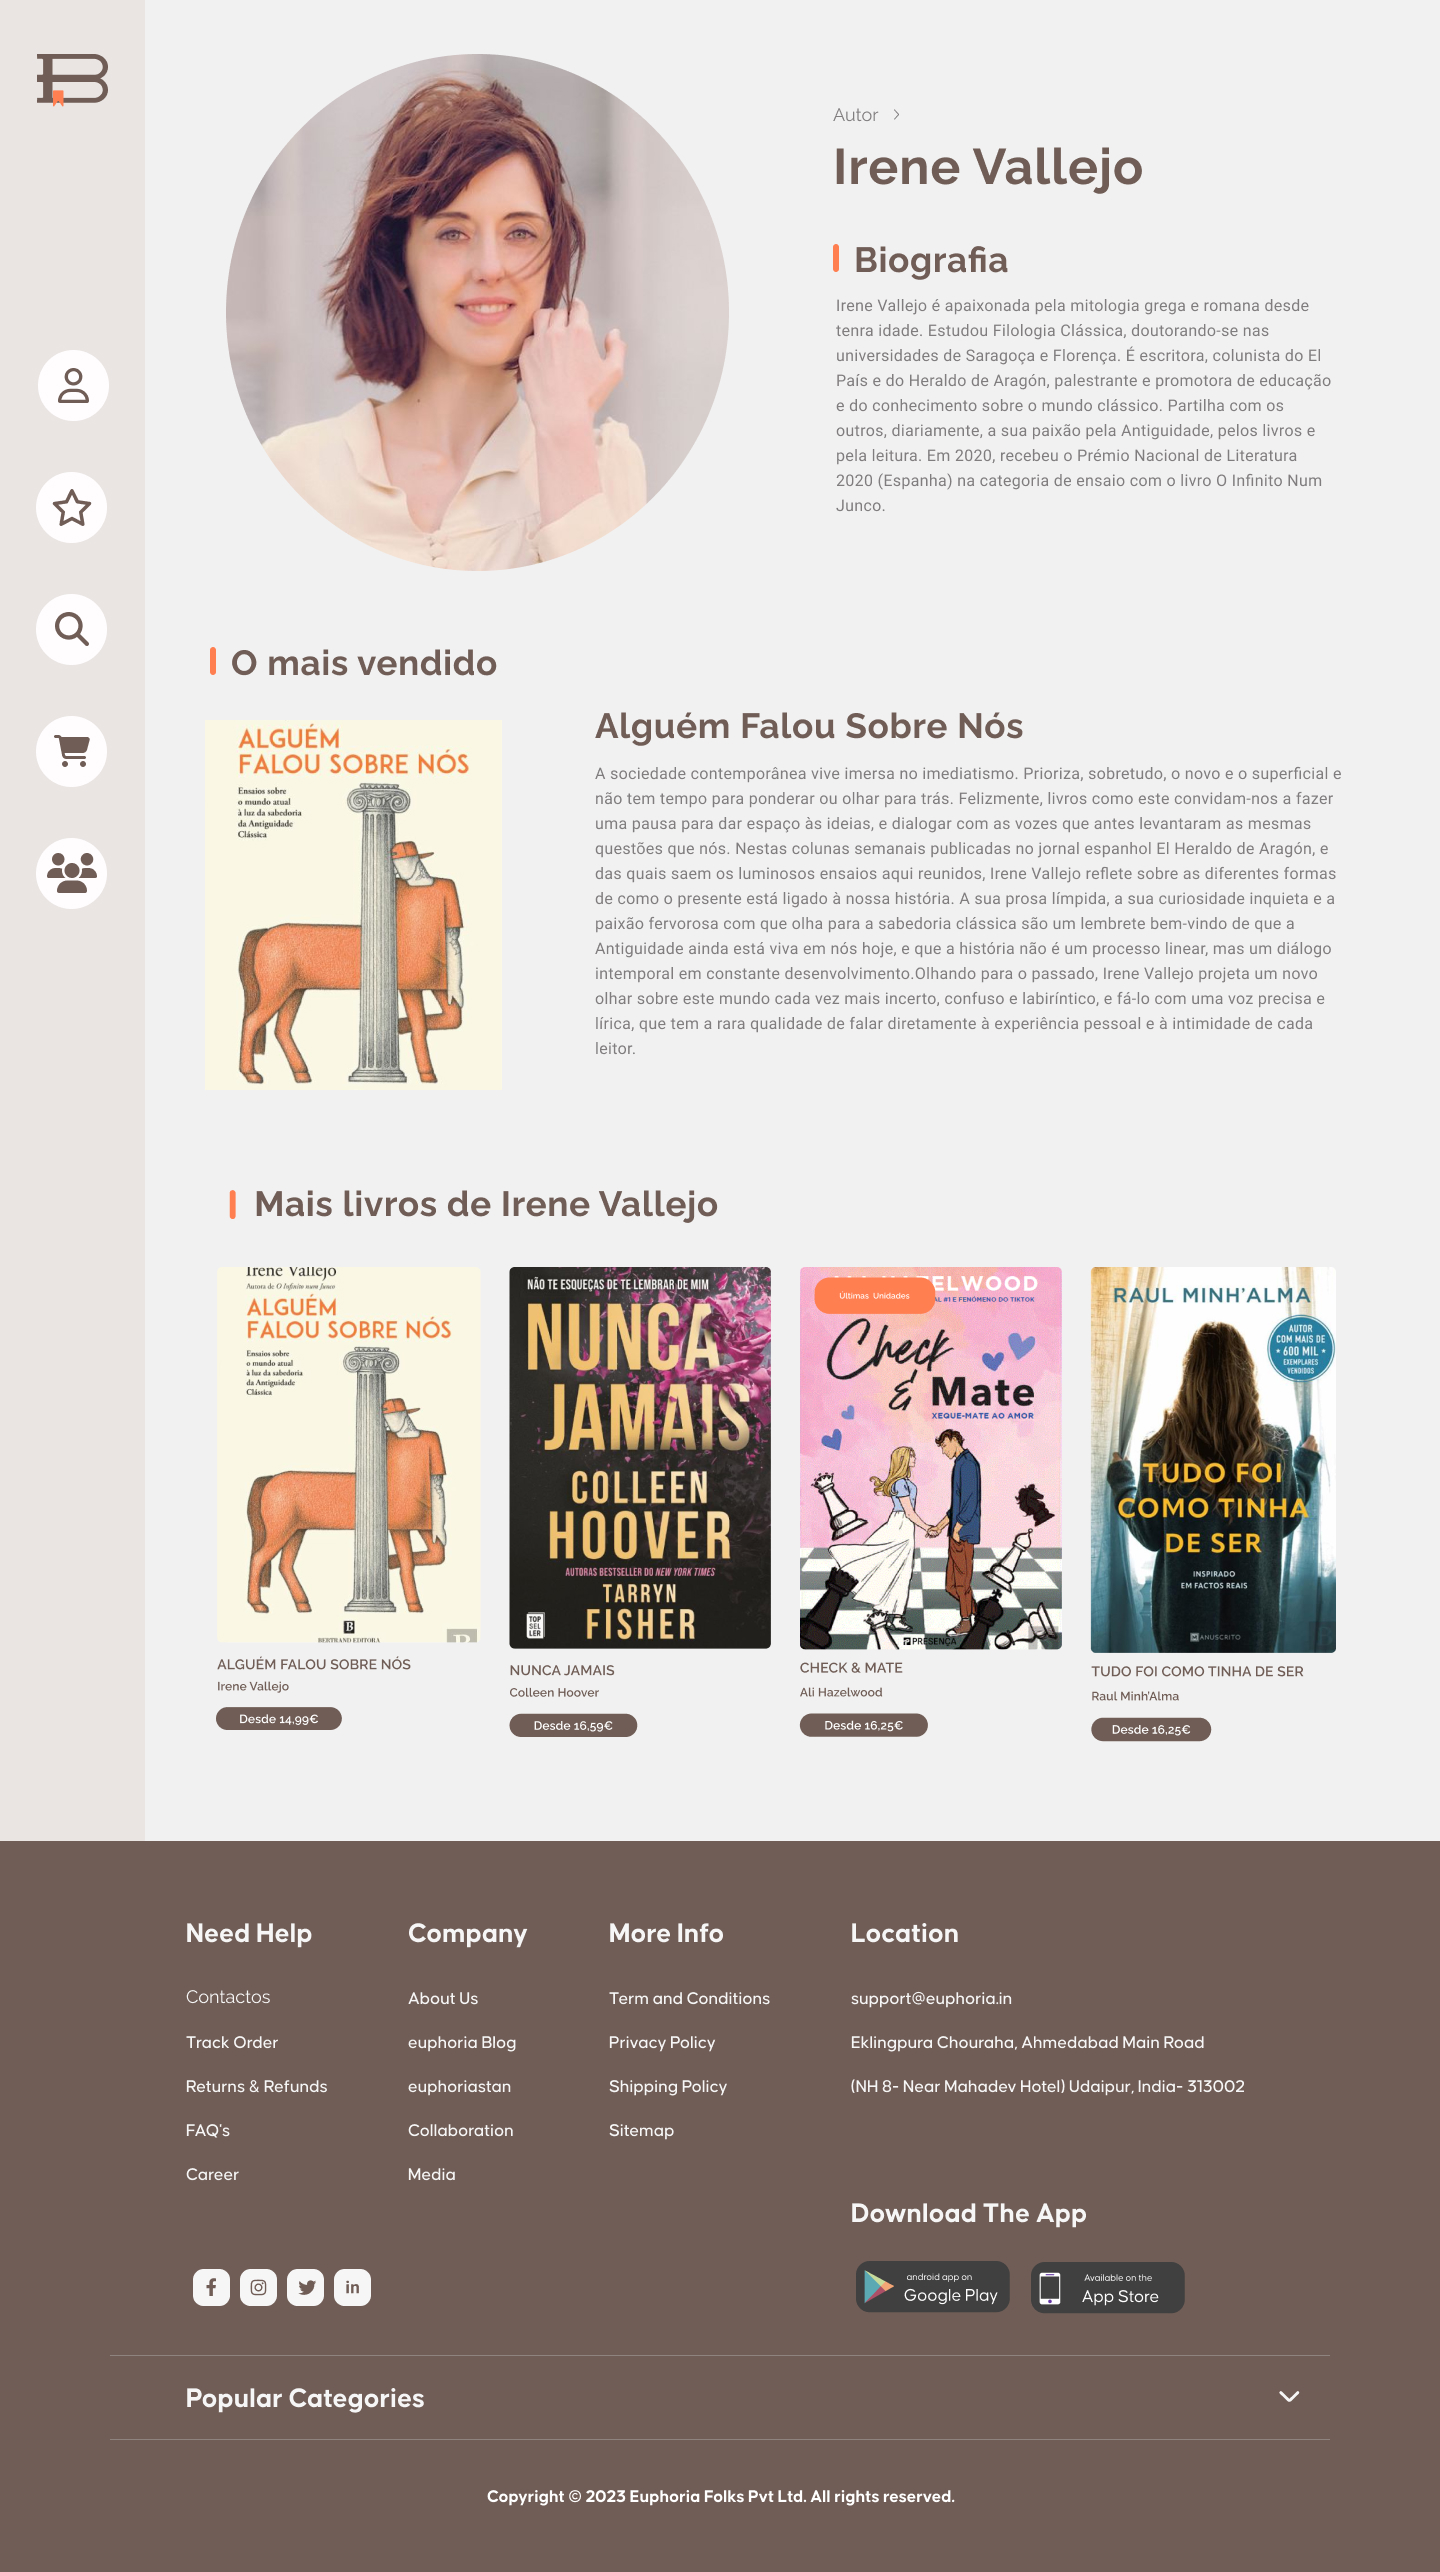 Autor
Irene Vallejo
Biografia
Irene Vallejo é apaixonada pela mitologia grega e romana desde
tenra idade. Estudou Filologia Clássica, doutorando-se nas
universidades de Saragoça e Florença. É escritora, colunista do El
País e do Heraldo de Aragón, palestrante e promotora de educação
e do conhecimento sobre o mundo clássico. Partilha com os
outros, diariamente, a sua paixão pela Antiguidade, pelos livros e
pela leitura. Em 2020, recebeu o Prémio Nacional de Literatura
2020 (Espanha) na categoria de ensaio com o livro O Infinito Num
Junco.
O mais vendido
ALGUÉM
FALOU SOBRE NÓS
Ensaios sobre
o mundo atual
à luz da sabedoria
da Antiguidade
Clássica
Alguém Falou Sobre Nós
A sociedade contemporânea vive imersa no imediatismo. Prioriza, sobretudo, o novo e o superficial e
não tem tempo para ponderar ou olhar para trás. Felizmente, livros como este convidam-nos a fazer
uma pausa para dar espaço às ideias, e dialogar com as vozes que antes levantaram as mesmas
questões que nós. Nestas colunas semanais publicadas no jornal espanhol El Heraldo de Aragón, e
das quais saem os luminosos ensaios aqui reunidos, Irene Vallejo reflete sobre as diferentes formas
de como o presente está ligado à nossa história. A sua prosa límpida, a sua curiosidade inquieta e a
paixão fervorosa com que olha para a sabedoria clássica são um lembrete bem-vindo de que a
Antiguidade ainda está viva em nós hoje, e que a história não é um processo linear, mas um diálogo
intemporal em constante desenvolvimento.Olhando para o passado, Irene Vallejo projeta um novo
olhar sobre este mundo cada vez mais incerto, confuso e labiríntico, e fá-lo com uma voz precisa e
lírica, que tem a rara qualidade de falar diretamente à experiência pessoal e à intimidade de cada
leitor.
Mais livros de Irene Vallejo
Irene Vallejo
Autora de O Infinito num Junco
ALGUÉM
FALOU SOBRE NÓS
Ensaios sobre
o mundo atual
à luz da sabedoria
da Antiguidade
Clássica
B
BERTRAND EDITORA
ALGUÉM FALOU SOBRE NÓS
Irene Vallejo
Desde 14,99€
NÃO TE ESQUEÇAS DE TE LEMBRAR DE MIM
NUNCA
JAMAIS
COLLEEN
HOOVER
AUTORAS BESTSELLER DO NEW YORK TIMES
TARRYN
FISHER
TOP
SEL
LER
NUNCA JAMAIS
Colleen Hoover
Desde 16,59€
ELWOOD
Últimas Unidades
AL #1 E FENÓMENO DO TIKTOK
Check
& Mate
XEQUE-MATE AO AMOR
PRESENÇA
CHECK & MATE
Ali Hazelwood
Desde 16,25€
RAUL MINH'ALMA
AUTOR
COM MAIS DE
600 MIL
EXEMPLARES
VENDIDOS
TUDO FOI
COMO TINHA
DE SER
INSPIRADO
EM FACTOS REAIS
MANUSCRITO
TUDO FOI COMO TINHA DE SER
Raul Minh'Alma
Desde 16,25€
Need Help
Contactos
Track Order
Returns & Refunds
FAQ's
Career
Company
About Us
euphoria Blog
euphoriastan
Collaboration
Media
More Info
Term and Conditions
Privacy Policy
Shipping Policy
Sitemap
Location
support@euphoria.in
Eklingpura Chouraha, Ahmedabad Main Road
(NH 8- Near Mahadev Hotel) Udaipur, India- 313002
Download The App
android app on
Google Play
Available on the
App Store
Popular Categories
Copyright © 2023 Euphoria Folks Pvt Ltd. All rights reserved.